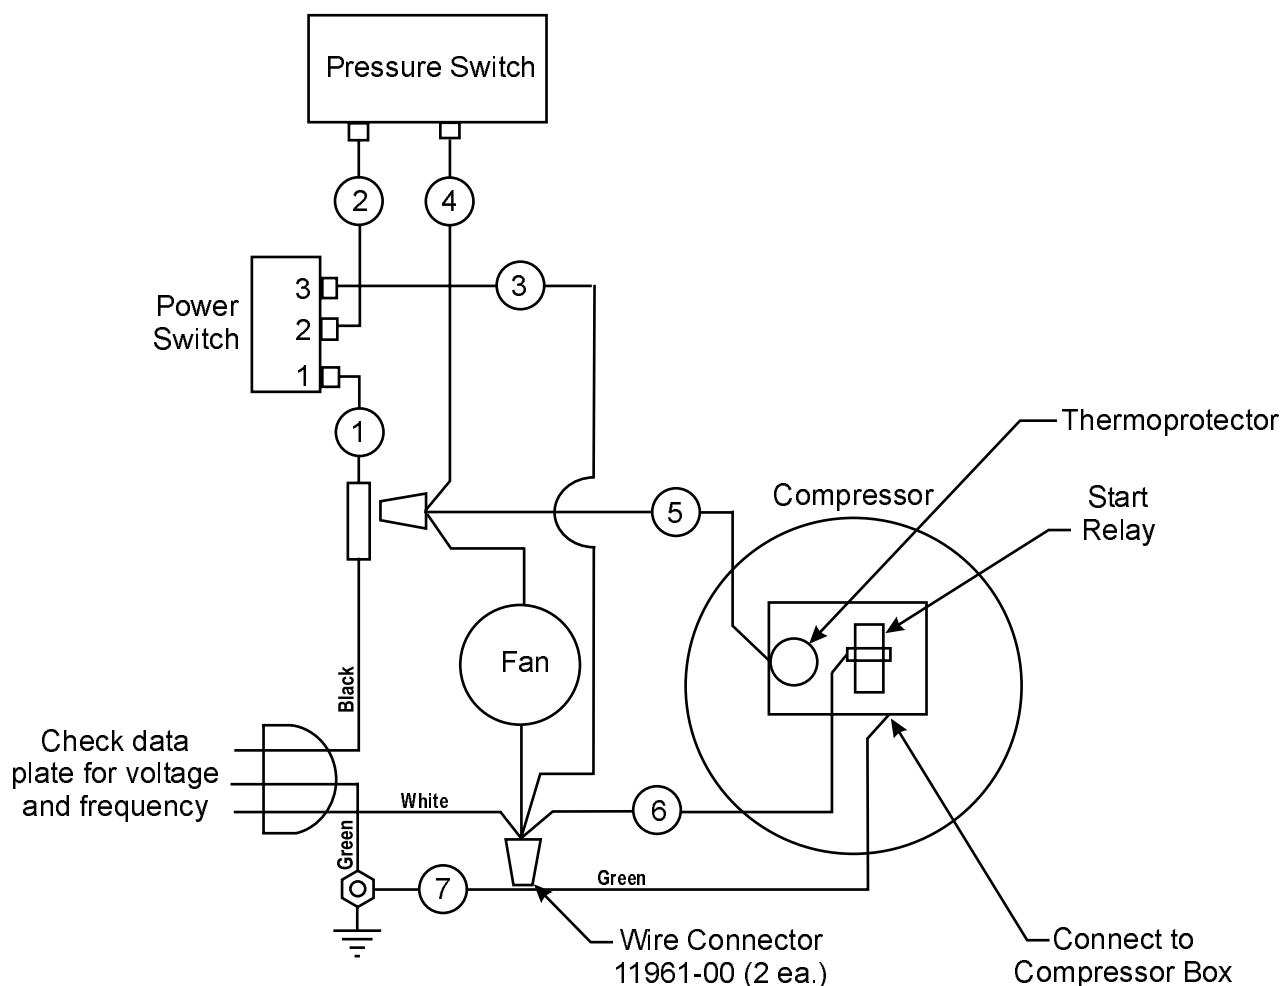 Pressure Switch
2
4
3
3
Power
Switch
2
1
1
Thermoprotector
Compressor
Start
Relay
5
Fan
Black
Check data
plate for voltage
and frequency
White
6
Green
7
Green
Wire Connector
11961-00 (2 ea.)
Connect to
Compressor Box